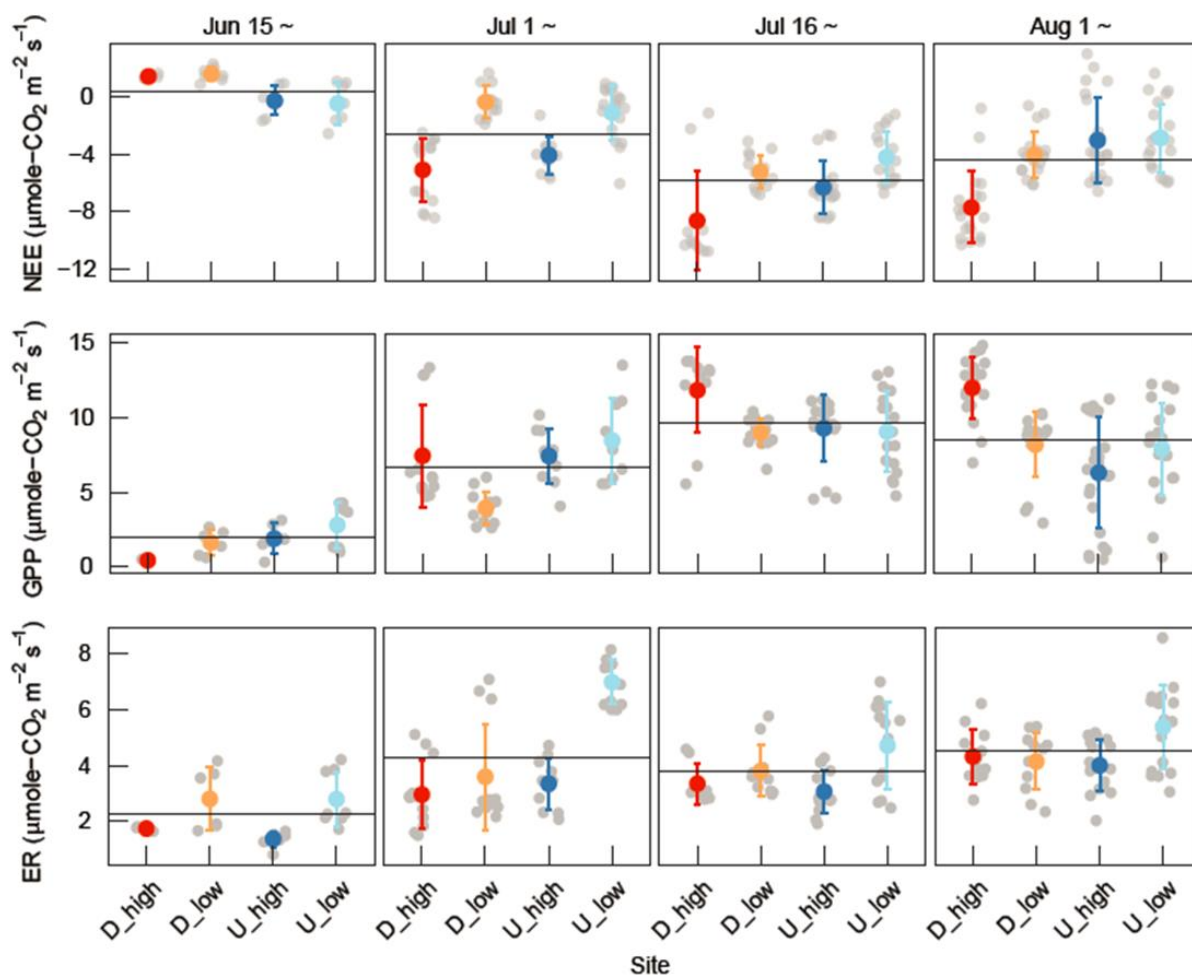 Jun 15 ~ Jul 1 ~ Jul 16 ~ Aug 1 ~
NEE (μmole−CO₂ m⁻² s⁻¹)
0
−4
−8
−12
GPP (μmole−CO₂ m⁻² s⁻¹)
15
10
5
0
ER (μmole−CO₂ m⁻² s⁻¹)
8
6
4
2
D_high D_low U_high U_low D_high D_low U_high U_low D_high D_low U_high U_low D_high D_low U_high U_low
Site